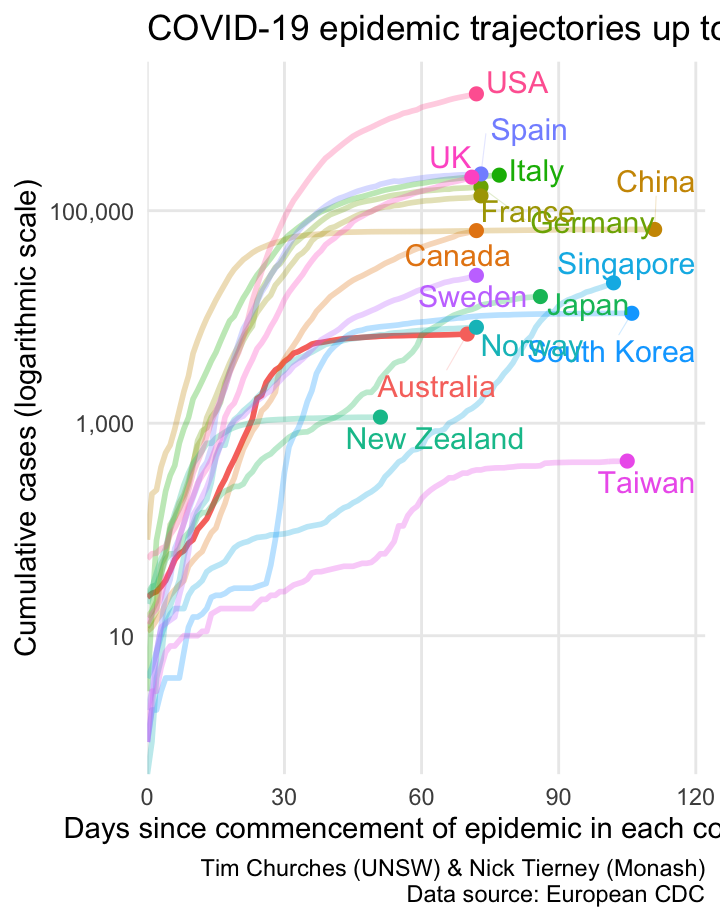 COVID-19 epidemic trajectories up to
USA
Spain
UK
Italy
China
100,000
France
Germany
Canada
Singapore
Sweden
Japan
Norway
South Korea
Australia
1,000
New Zealand
Taiwan
10
Cumulative cases (logarithmic scale)
0 30 60 90 120
Days since commencement of epidemic in each co
Tim Churches (UNSW) & Nick Tierney (Monash)
Data source: European CDC